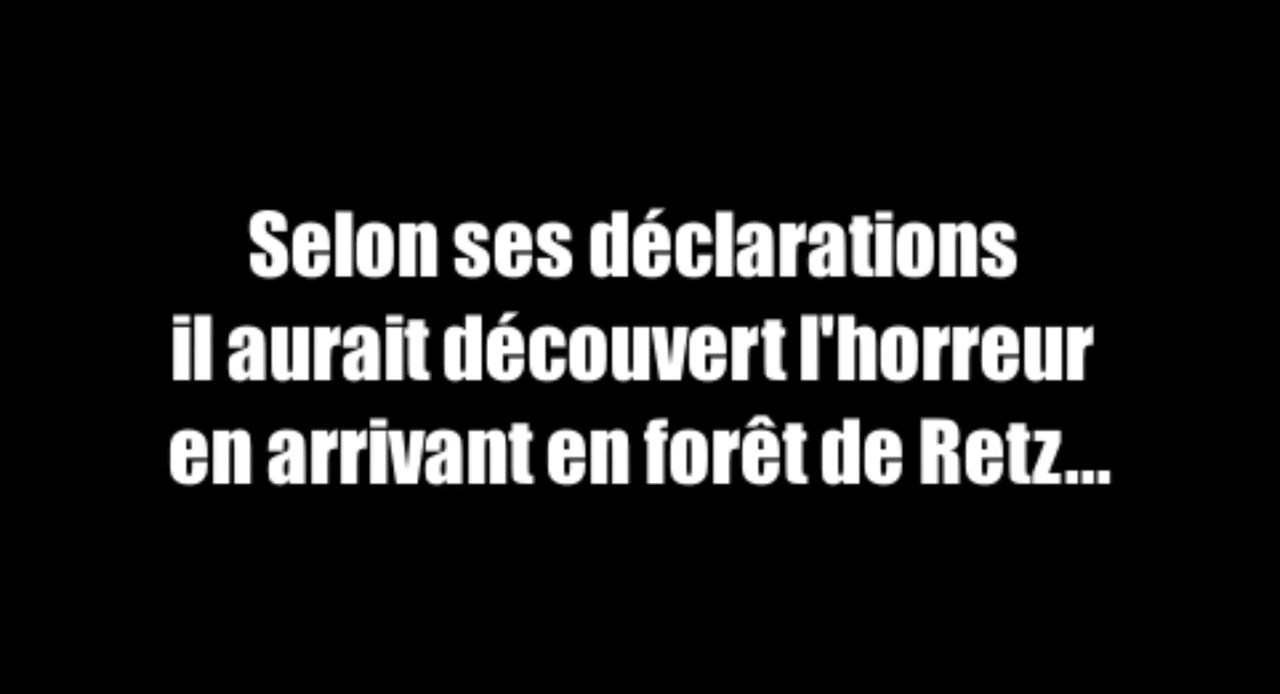 Selon ses déclarations
il aurait découvert l'horreur
en arrivant en forêt de Retz...